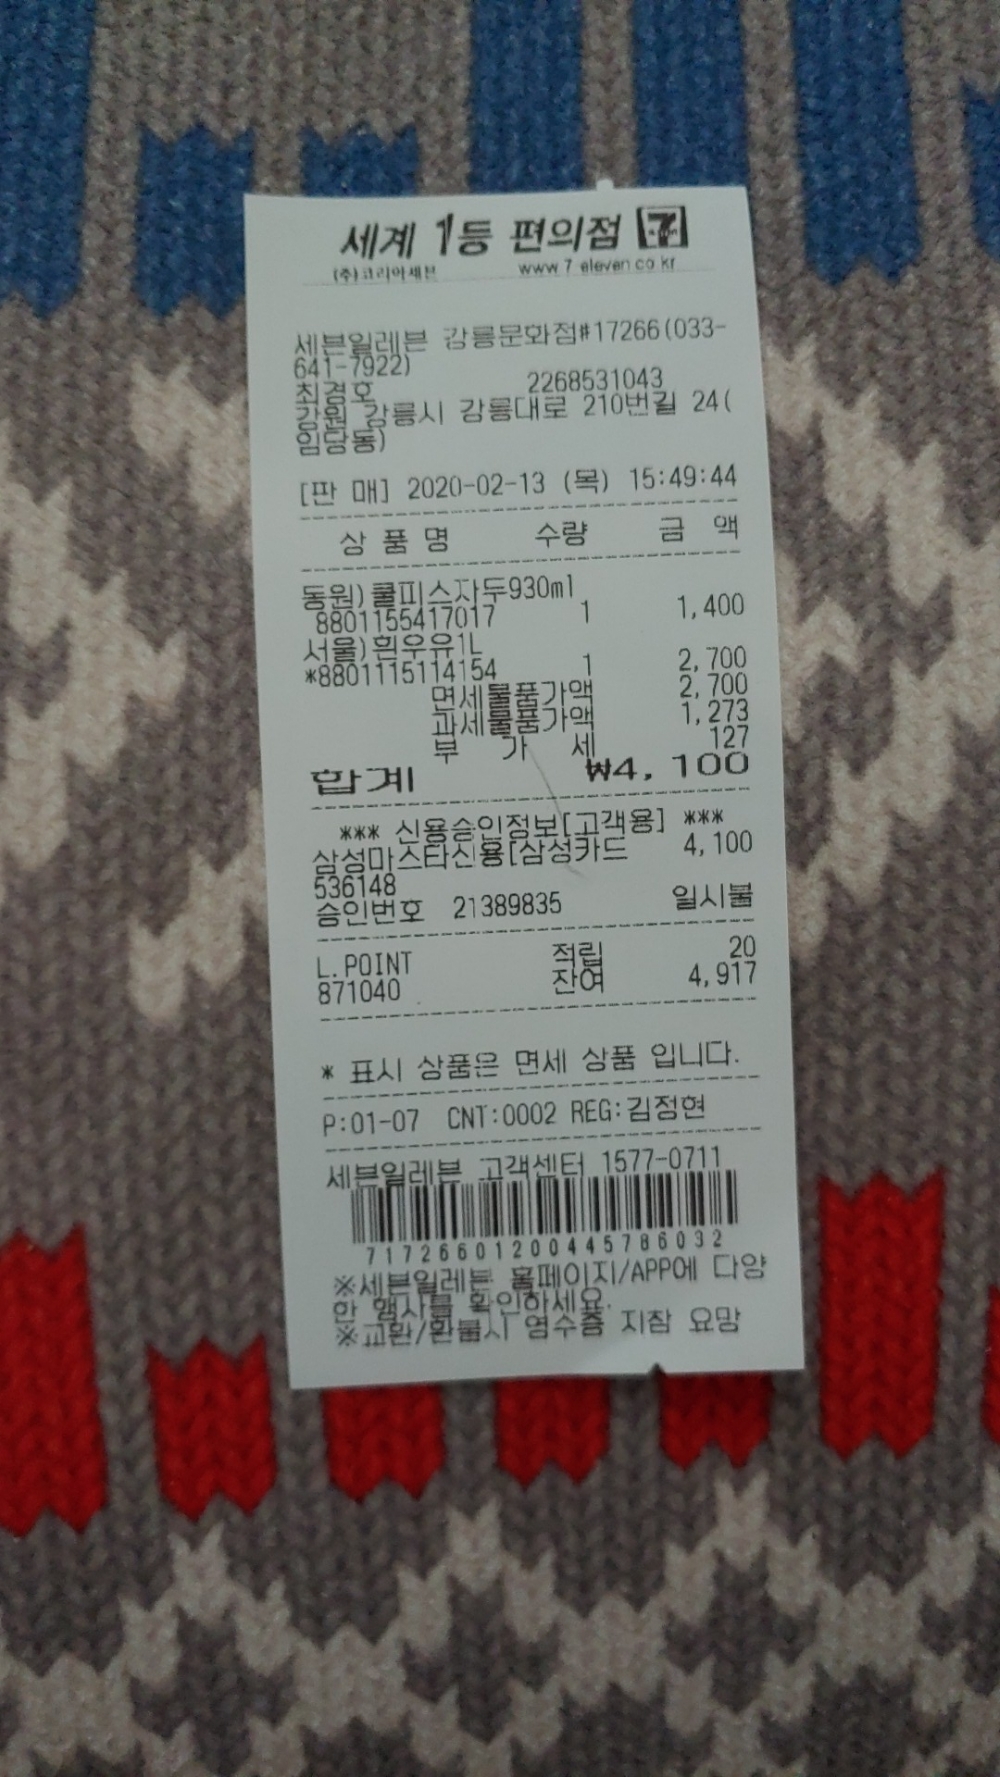 세계 1등 편의점 7
(주)코리아세븐 www.7-eleven.co.kr
세븐일레븐 강릉문화점#17266(033-
641-7922)
최경호 2268531043
강원 강릉시 강릉대로 210번길 24(
임당동)
[판 매] 2020-02-13 (목) 15:49:44
상 품 명 수량 금 액
동원)쿨피스자두930ml
8801155417017 1 1,400
서울)흰우유1L
*8801115114154 1 2,700
면세물품가액 2,700
과세물품가액 1,273
부 가 세 127
합계 ₩4,100
*** 신용승인정보[고객용] ***
삼성마스타신용[삼성카드 4,100
536148
승인번호 21389835 일시불
L.POINT 적립 20
871040 잔여 4,917
* 표시 상품은 면세 상품 입니다.
P:01-07 CNT:0002 REG:김정현
세븐일레븐 고객센터 1577-0711
71726601200445786032
※세븐일레븐 홈페이지/APP에 다양
한 행사를 확인하세요.
※교환/환불시 영수증 지참 요망